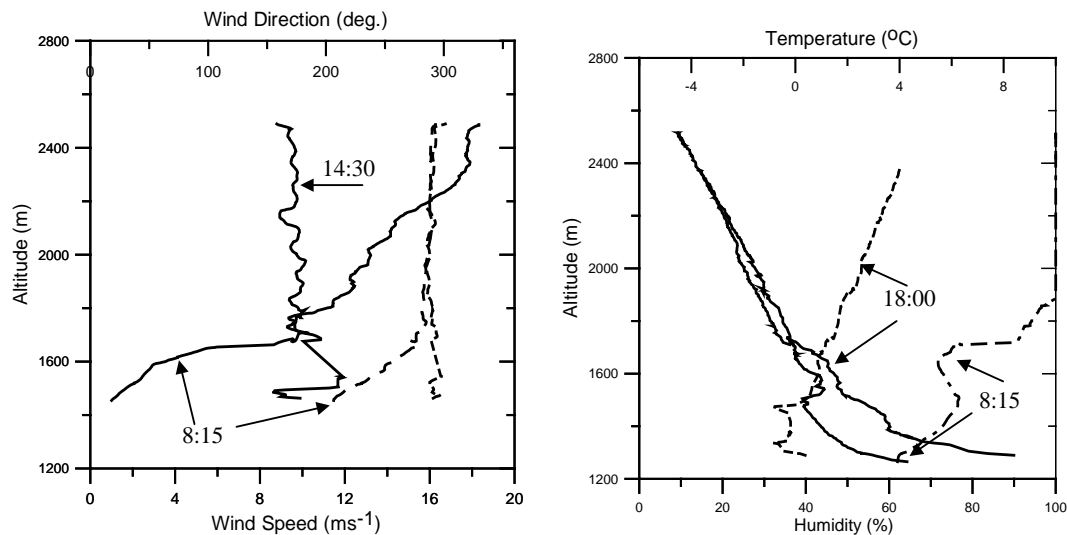 Wind Direction (deg.)
2800
0 100 200 300
2400
14:30
2000
Altitude (m)
1600
8:15
1200
0 4 8 12 16 20
Wind Speed (ms-1)
Temperature (OC)
2800
-4 0 4 8
2400
2000
Altitude (m)
18:00
1600
8:15
1200
0 20 40 60 80 100
Humidity (%)